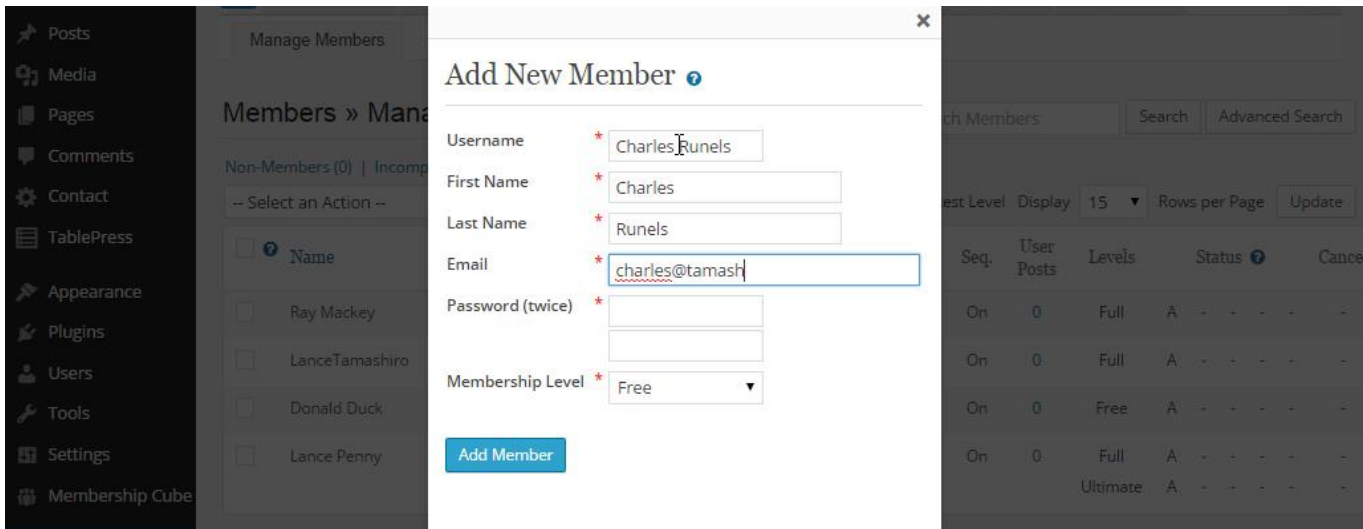 Posts
Media
Pages
Comments
Contact
TablePress
Appearance
Plugins
Users
Tools
Settings
Membership Cube
Manage Members
Members » Mana
Non-Members (0) | Incomp
-- Select an Action --
Name
Ray Mackey
LanceTamashiro
Donald Duck
Lance Penny
×
Add New Member
Username * Charles Runels
First Name * Charles
Last Name * Runels
Email * charles@tamash
Password (twice) *
Membership Level * Free
Add Member
ch Members Search Advanced Search
est Level Display 15 Rows per Page Update
Seq. User Posts Levels Status Cance
On 0 Full A - - - - -
On 0 Full A - - - - -
On 0 Free A - - - - -
On 0 Full A - - - - -
Ultimate A - - - - -